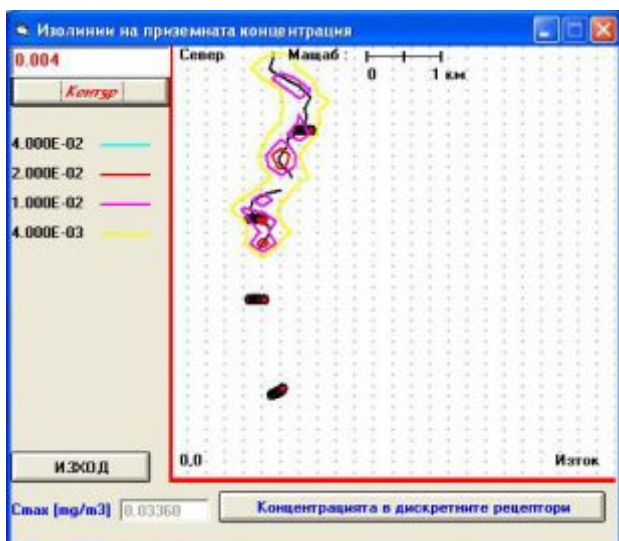 Изолинии на приземната концентрация
0.004
Север Мащаб :
0 1 км
Контур
4.000E-02
2.000E-02
1.000E-02
4.000E-03
0,0 Изток
ИЗХОД
Cmax [mg/m3] 0.03360 Концентрацията в дискретните рецептори